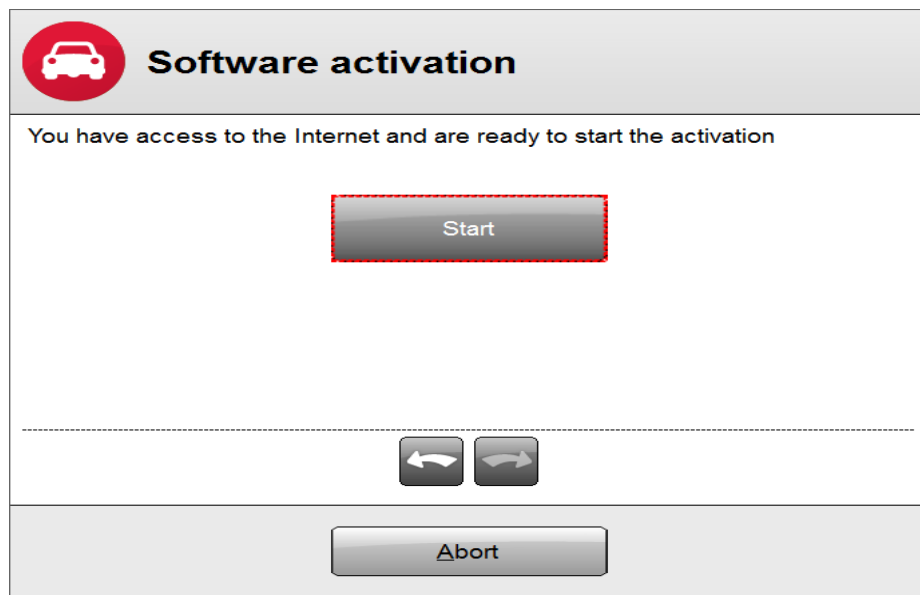 Software activation
You have access to the Internet and are ready to start the activation
Start
Abort